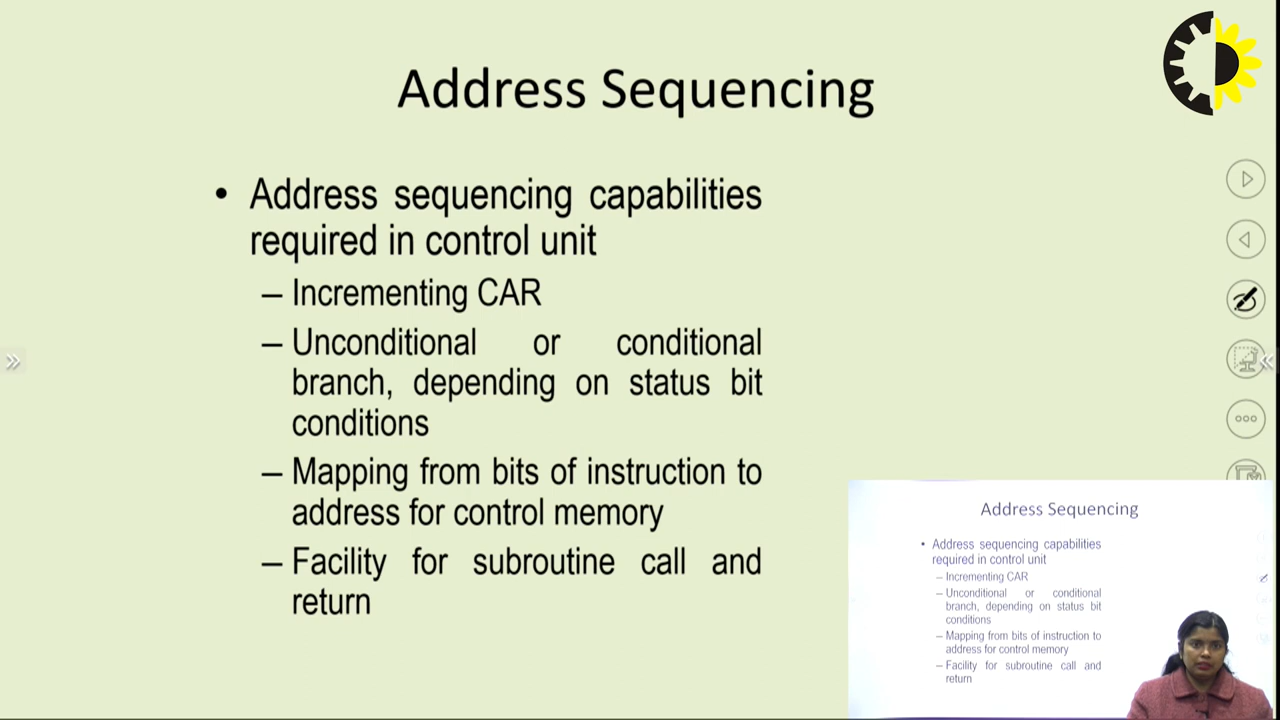 Address Sequencing
• Address sequencing capabilities
required in control unit
– Incrementing CAR
– Unconditional or conditional
branch, depending on status bit
conditions
– Mapping from bits of instruction to
address for control memory
– Facility for subroutine call and
return
Address Sequencing
• Address sequencing capabilities
required in control unit
– Incrementing CAR
– Unconditional or conditional
branch, depending on status bit
conditions
– Mapping from bits of instruction to
address for control memory
– Facility for subroutine call and
return